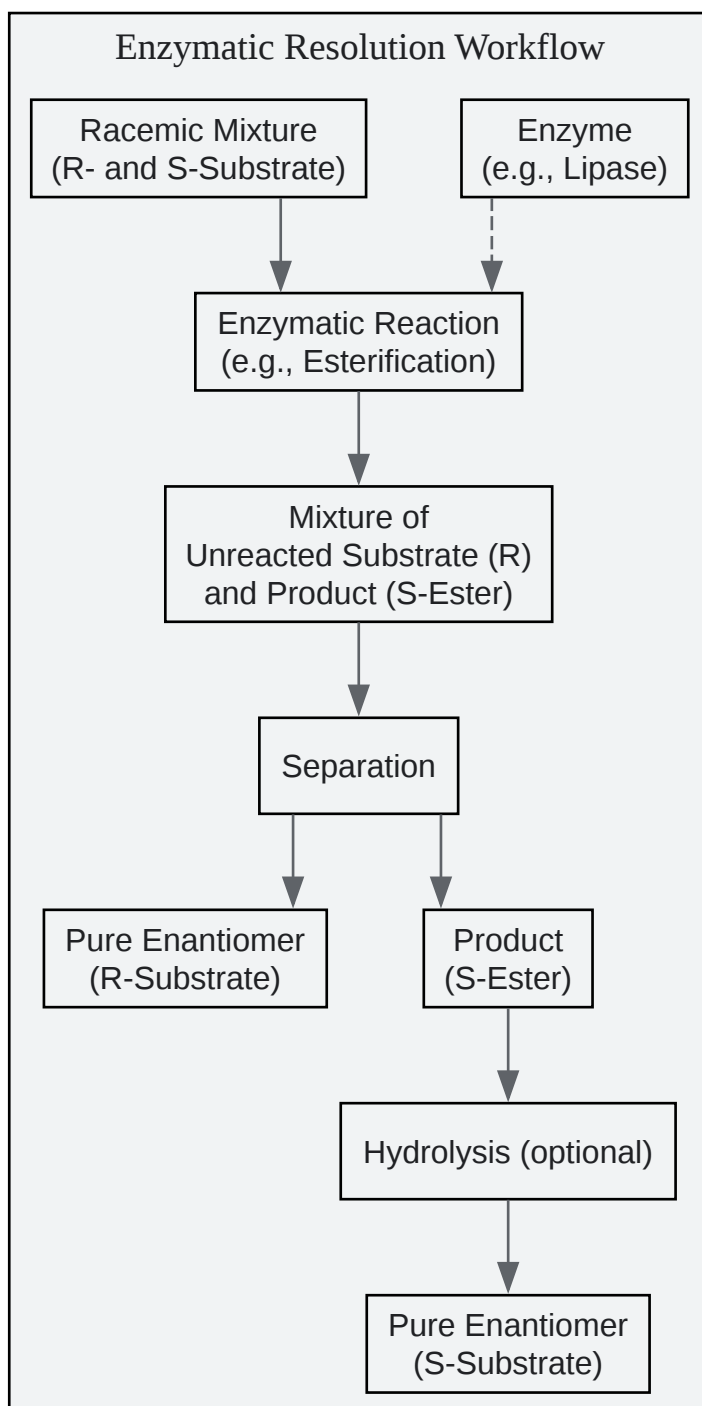 Enzymatic Resolution Workflow
Racemic Mixture
(R- and S-Substrate)
Enzyme
(e.g., Lipase)
Enzymatic Reaction
(e.g., Esterification)
Mixture of
Unreacted Substrate (R)
and Product (S-Ester)
Separation
Pure Enantiomer
(R-Substrate)
Product
(S-Ester)
Hydrolysis (optional)
Pure Enantiomer
(S-Substrate)